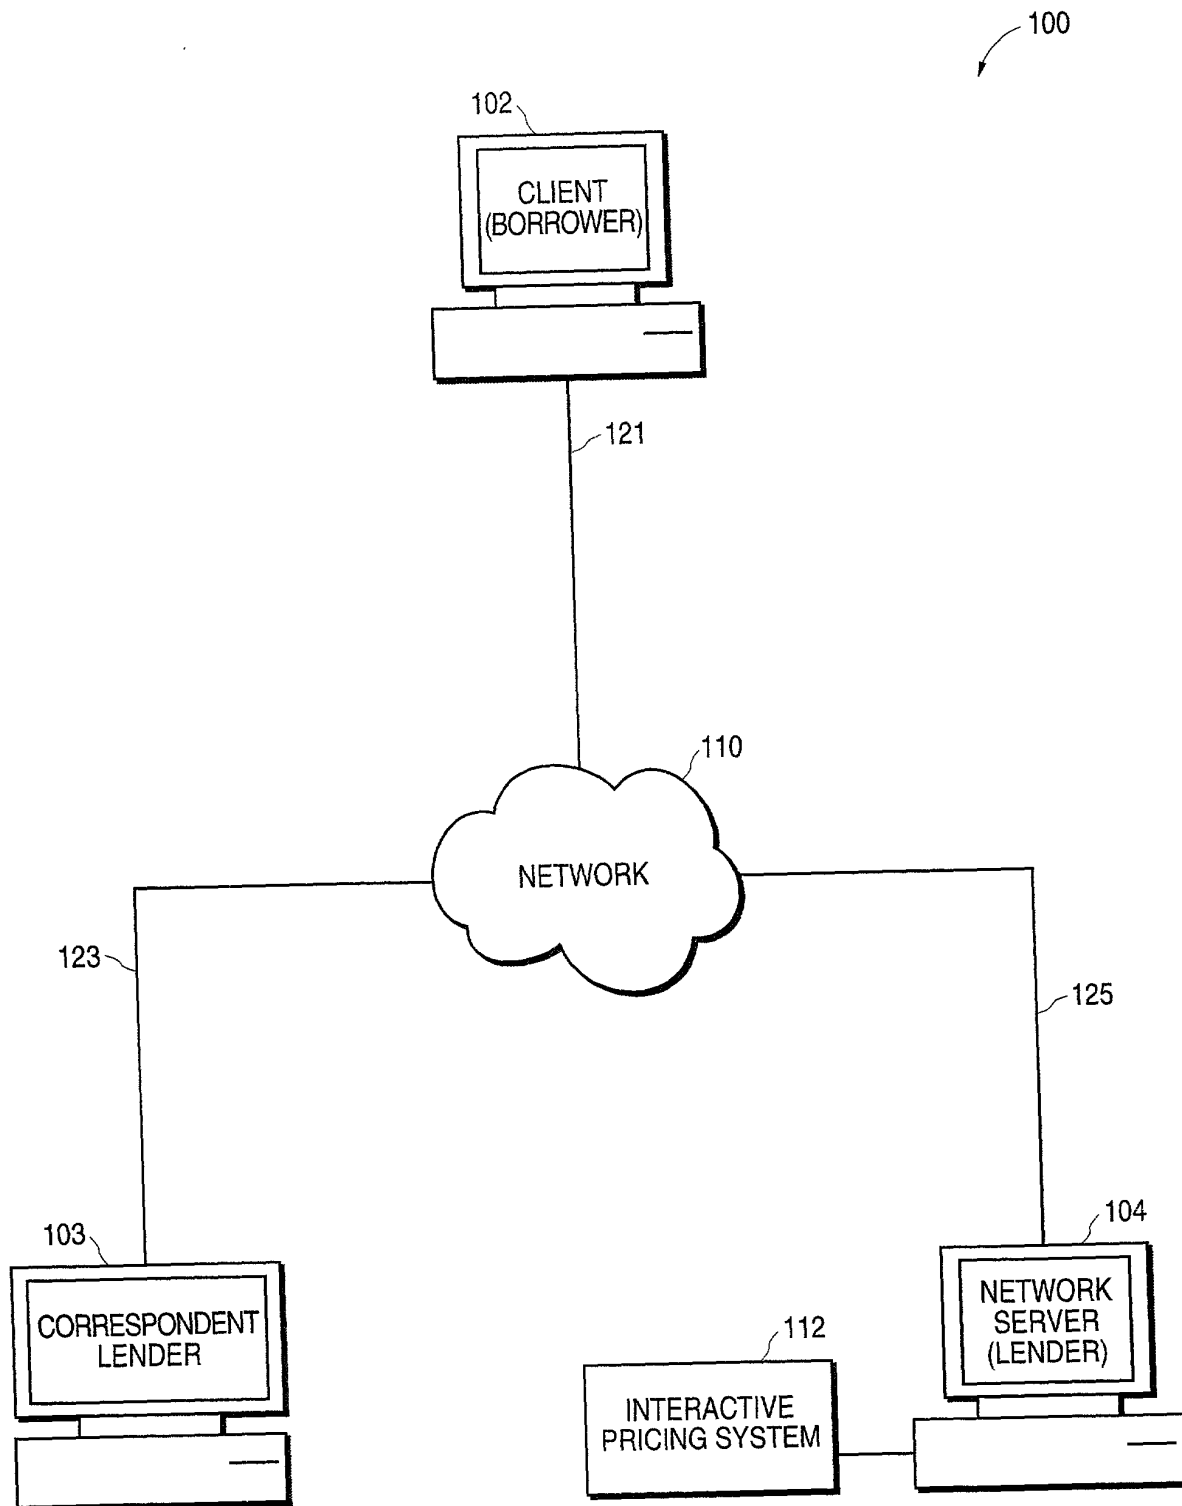 100
102
CLIENT
(BORROWER)
121
110
NETWORK
123
125
103
CORRESPONDENT
LENDER
104
NETWORK
SERVER
(LENDER)
112
INTERACTIVE
PRICING SYSTEM